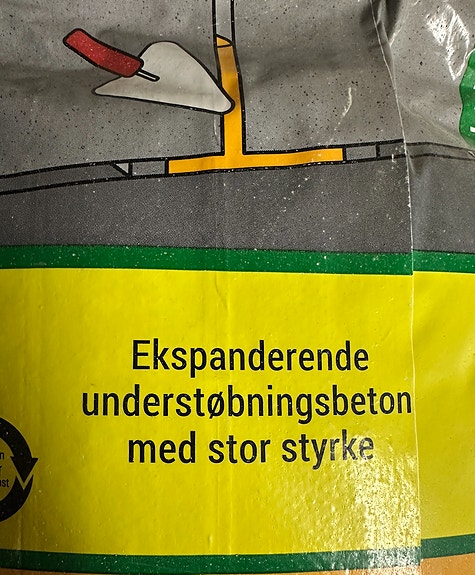 Ekspanderende
understøbningsbeton
med stor styrke